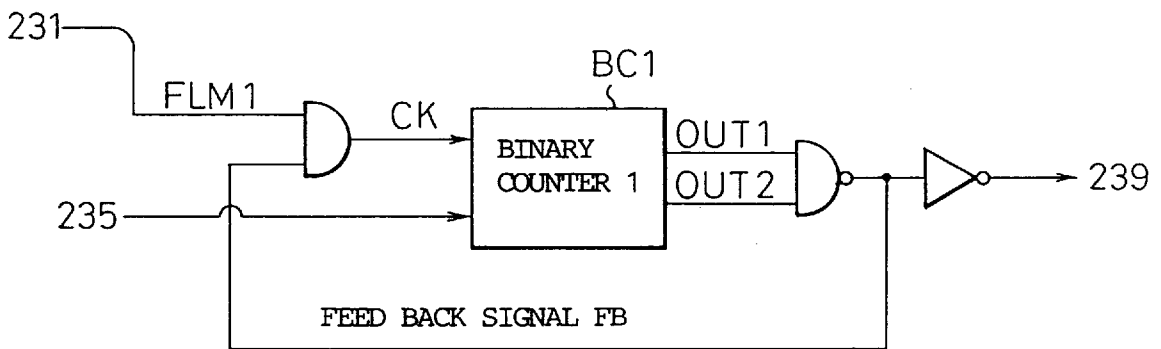 231
FLM1
CK
BC1
BINARY
COUNTER 1
OUT1
OUT2
239
235
FEED BACK SIGNAL FB